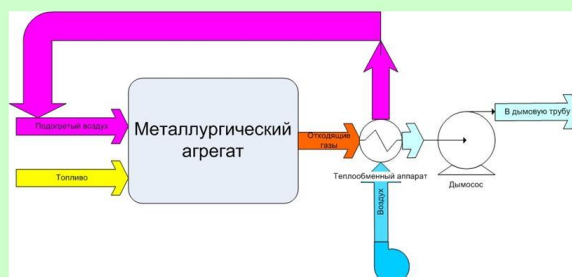 Подогретый воздух
Топливо
Металлургический
агрегат
Отходящие
газы
Теплообменный аппарат
Воздух
Дымосос
В дымовую трубу